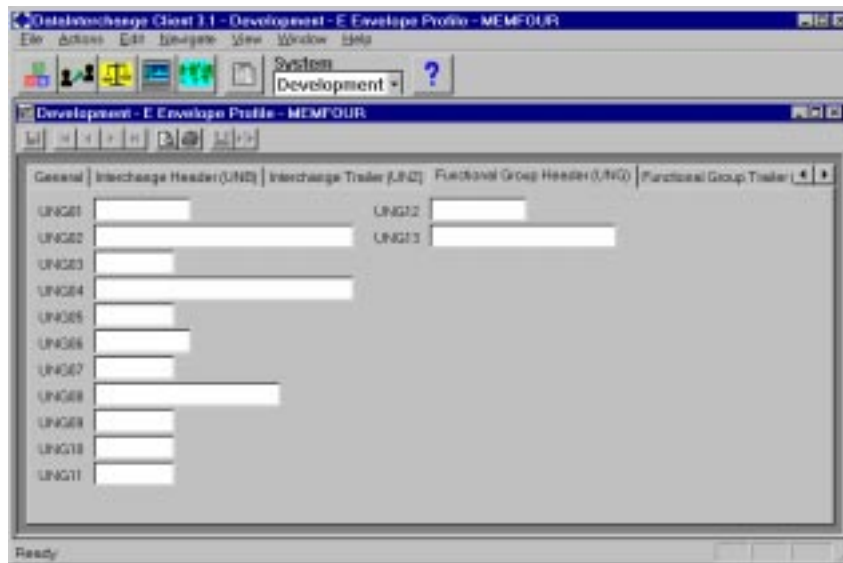 DataInterchange Client 3.1 - Development - E Envelope Profile - MEMFOUR
File Actions Edit Navigate View Window Help
System
Development
?
Development - E Envelope Profile - MEMFOUR
General Interchange Header (UNB) Interchange Trailer (UNZ) Functional Group Header (UNG) Functional Group Trailer (
UNG01
UNG02
UNG03
UNG04
UNG05
UNG06
UNG07
UNG08
UNG09
UNG10
UNG11
UNG12
UNG13
Ready